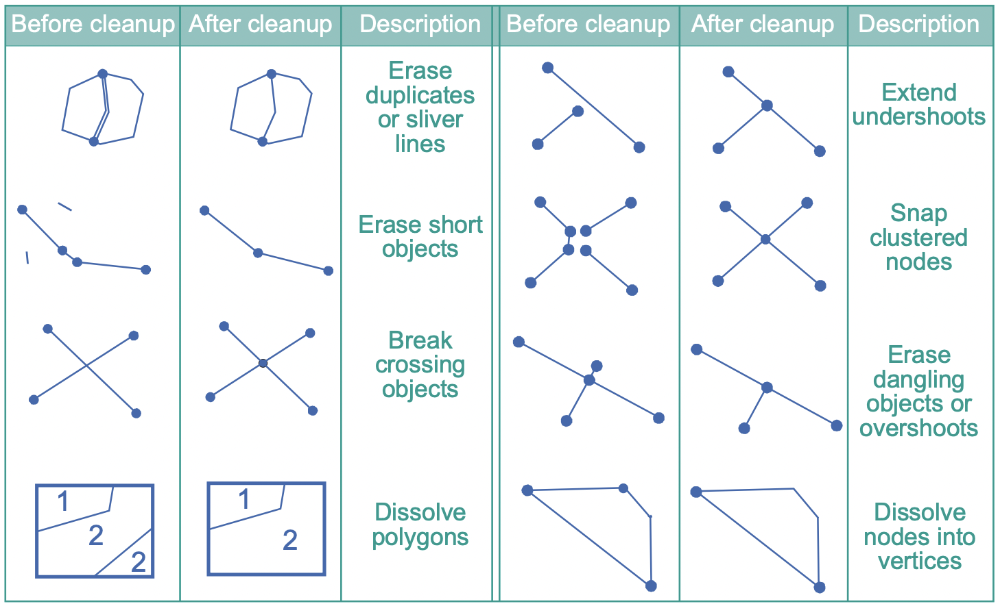 Before cleanup After cleanup Description Before cleanup After cleanup Description
Erase
duplicates
or sliver
lines
Extend
undershoots
Erase short
objects
Snap
clustered
nodes
Break
crossing
objects
Erase
dangling
objects or
overshoots
1
2
2
1
2
Dissolve
polygons
Dissolve
nodes into
vertices